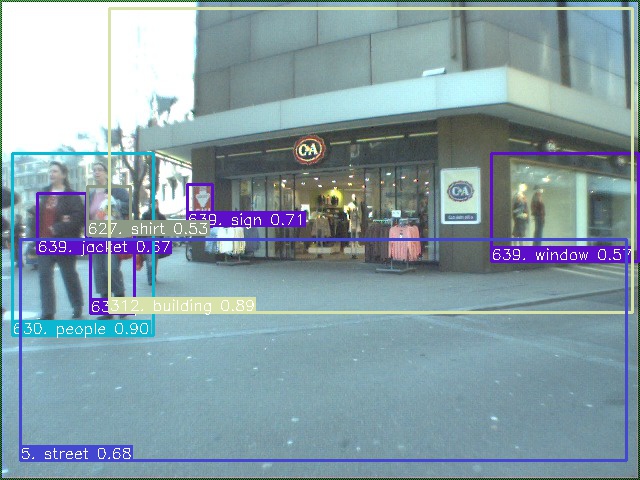 C&A
C&A
639. sign 0.71
627. shirt 0.53
639. jacket 0.67
639. window 0.57
312. building 0.89
630. people 0.90
5. street 0.68